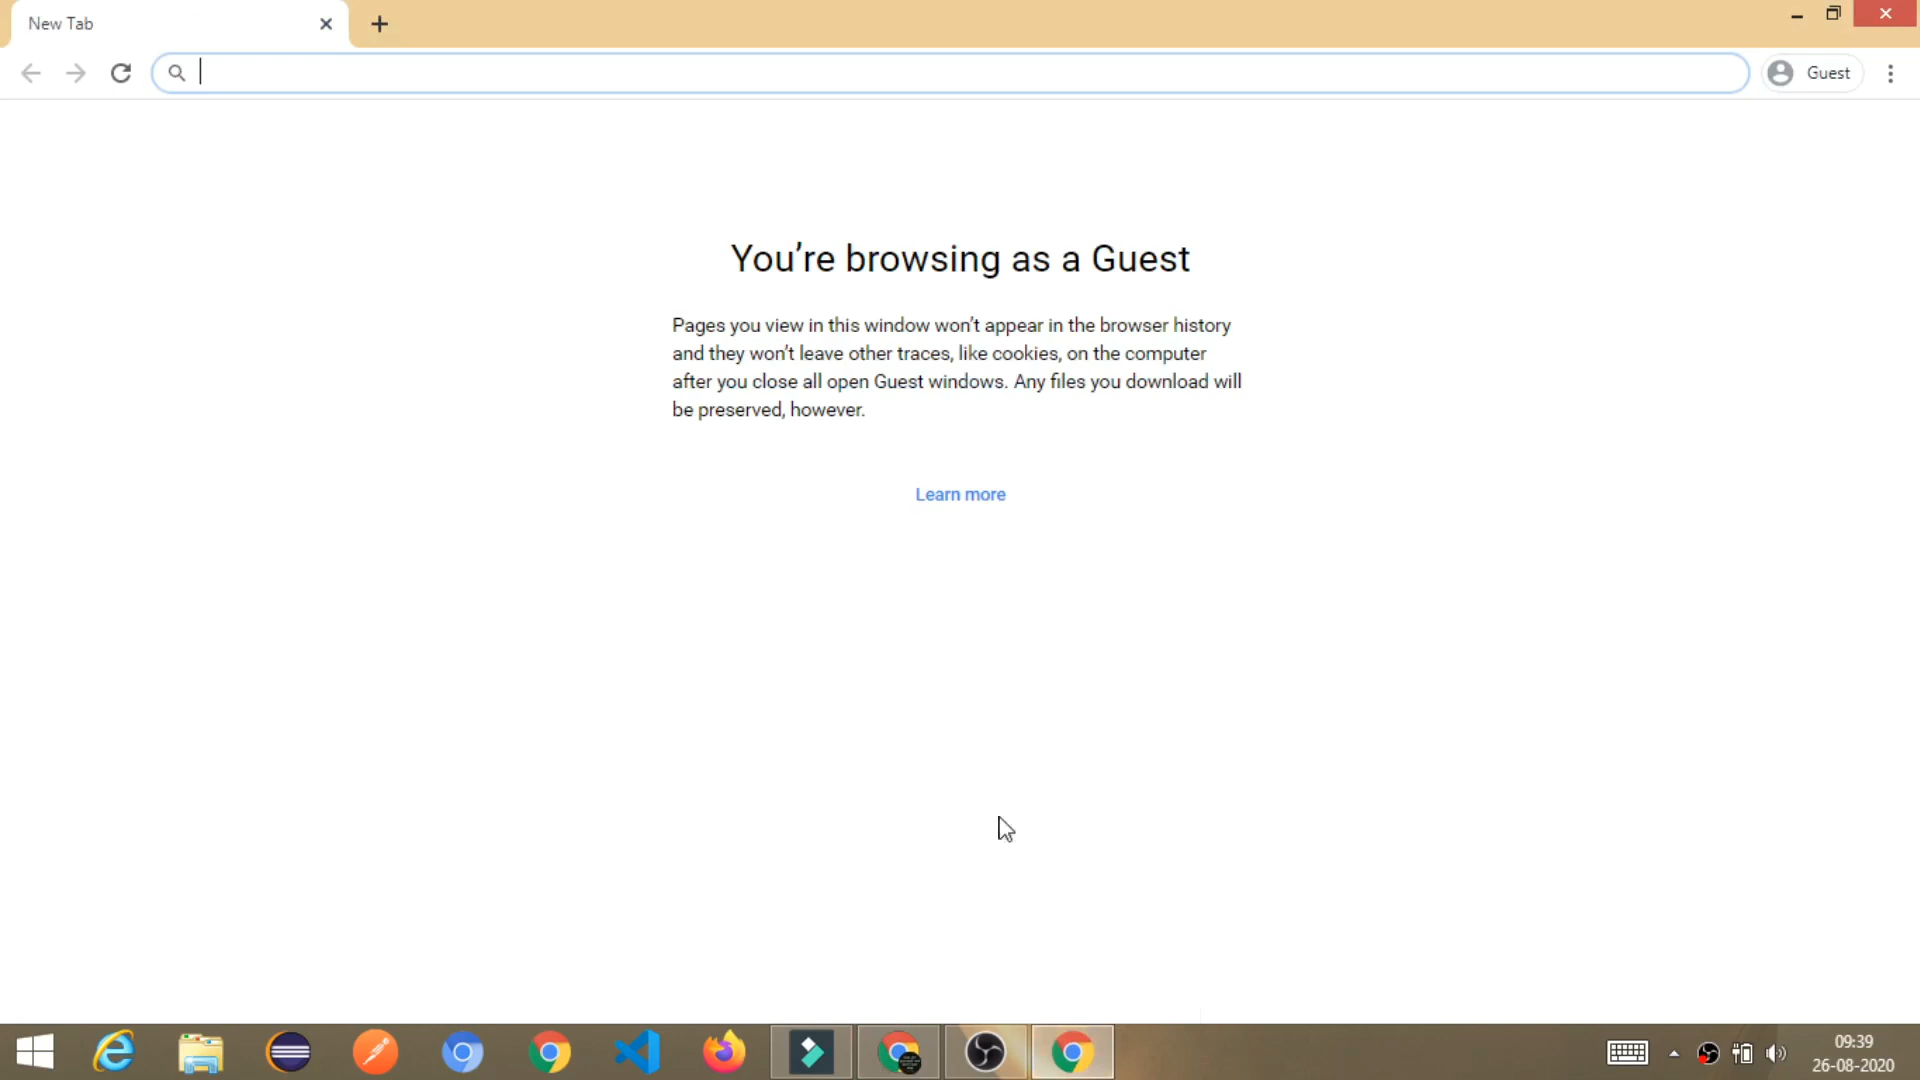 New Tab
Guest
You’re browsing as a Guest
Pages you view in this window won’t appear in the browser history
and they won’t leave other traces, like cookies, on the computer
after you close all open Guest windows. Any files you download will
be preserved, however.
Learn more
09:39
26-08-2020